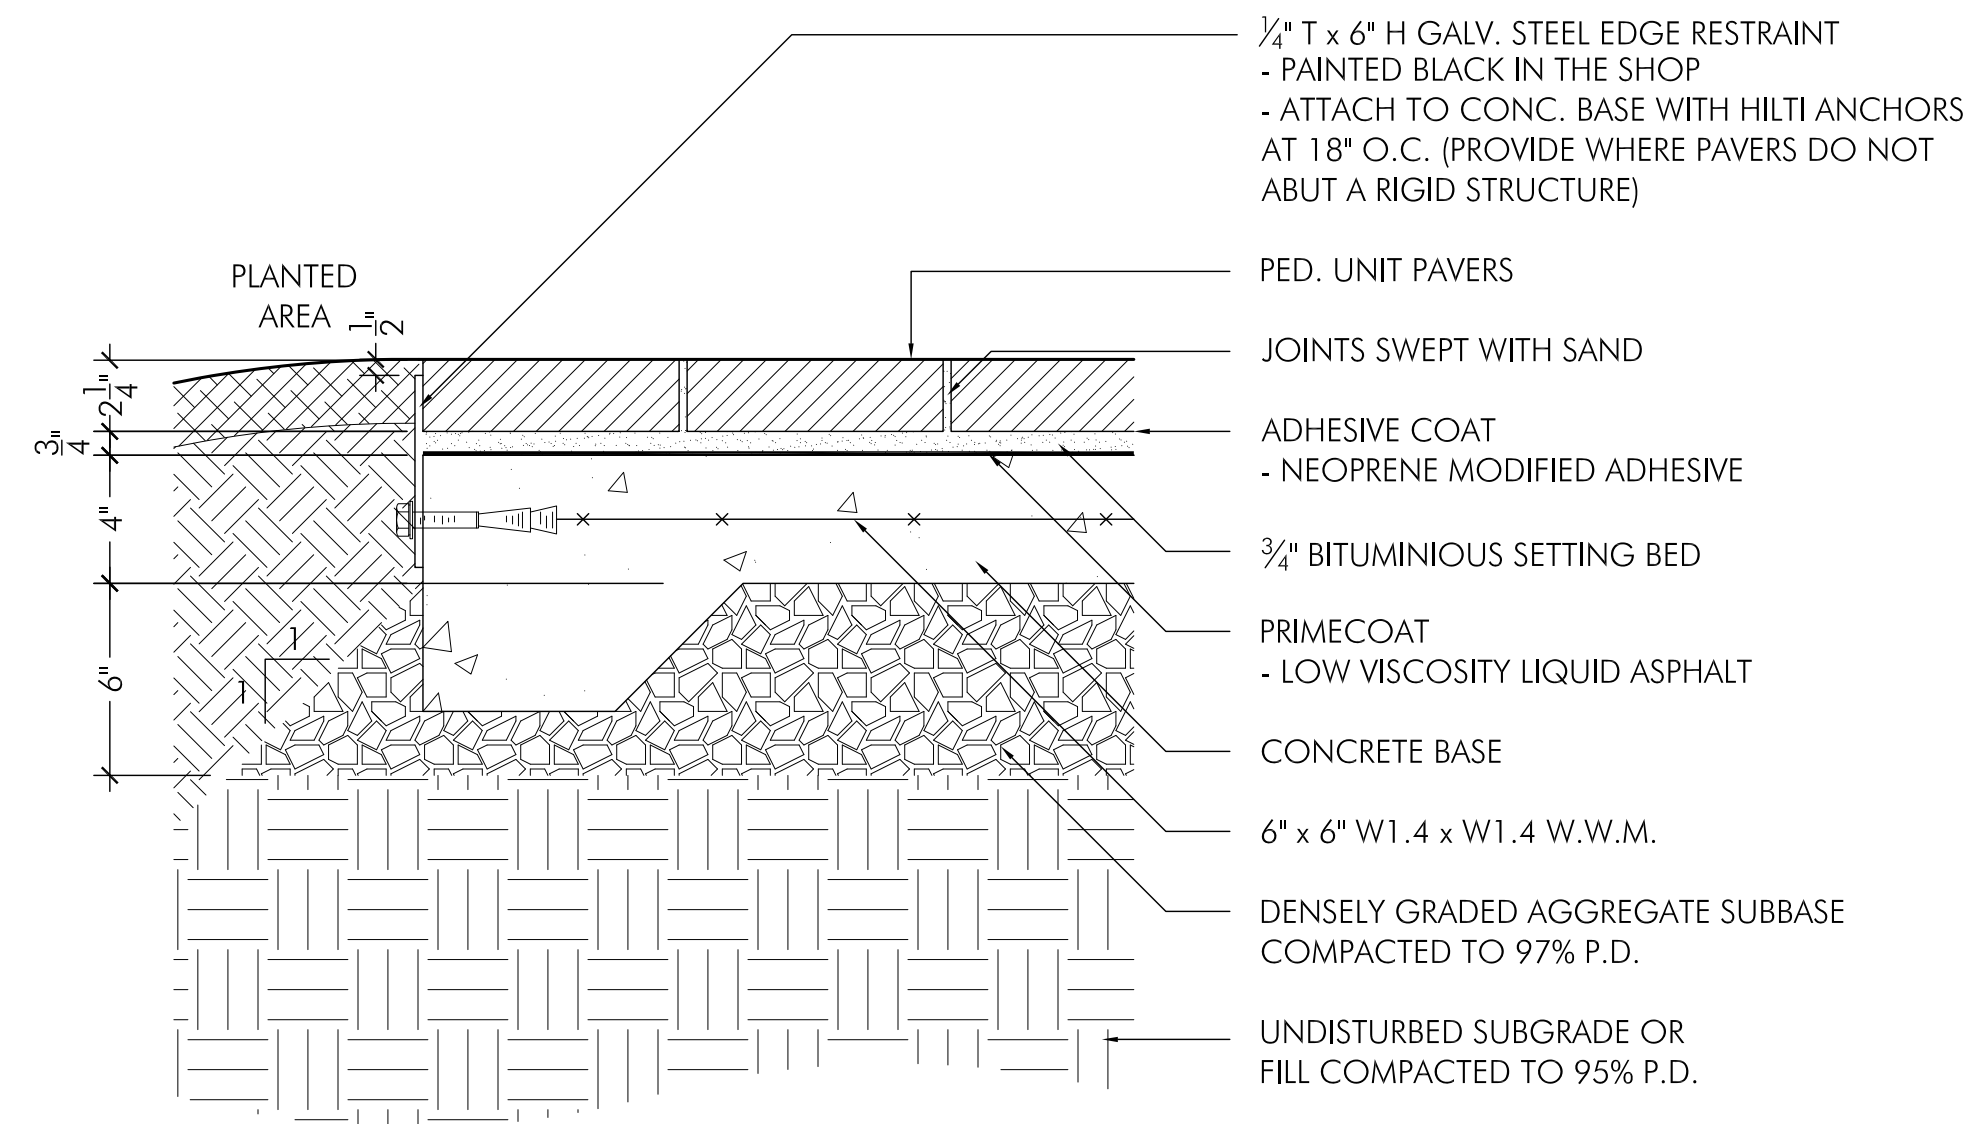 ¼" T x 6" H GALV. STEEL EDGE RESTRAINT
- PAINTED BLACK IN THE SHOP
- ATTACH TO CONC. BASE WITH HILTI ANCHORS
AT 18" O.C. (PROVIDE WHERE PAVERS DO NOT
ABUT A RIGID STRUCTURE)
PLANTED
AREA
1/2"
2 1/4"
3/4"
4"
6"
1
1
PED. UNIT PAVERS
JOINTS SWEPT WITH SAND
ADHESIVE COAT
- NEOPRENE MODIFIED ADHESIVE
¾" BITUMINIOUS SETTING BED
PRIMECOAT
- LOW VISCOSITY LIQUID ASPHALT
CONCRETE BASE
6" x 6" W1.4 x W1.4 W.W.M.
DENSELY GRADED AGGREGATE SUBBASE
COMPACTED TO 97% P.D.
UNDISTURBED SUBGRADE OR
FILL COMPACTED TO 95% P.D.